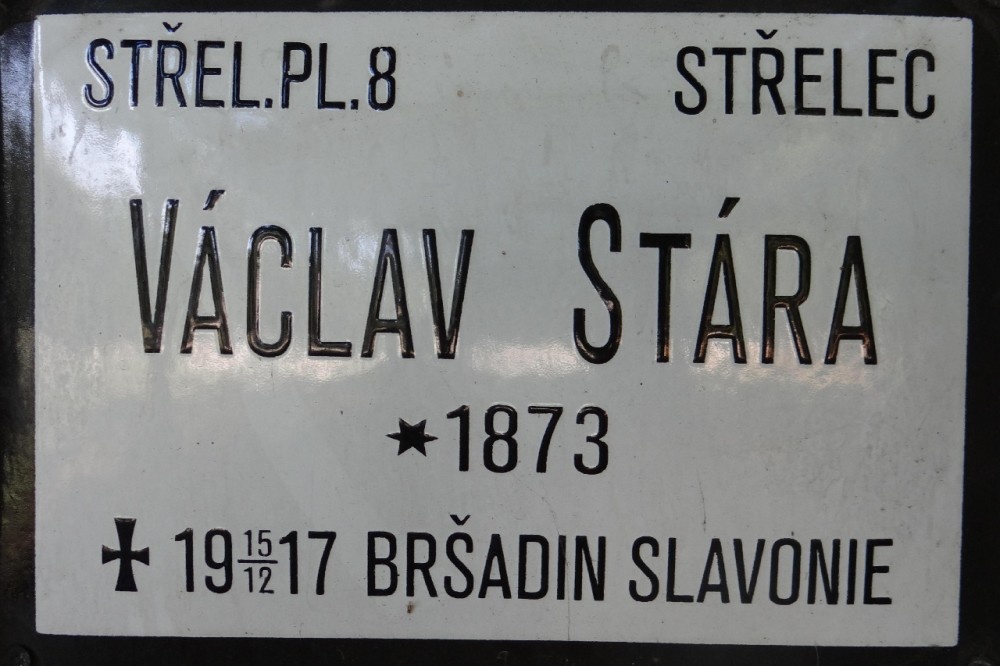 STŘEL.PL.8 STŘELEC
VÁCLAV STÁRA
★1873
✠ 19 15/12 17 BRŠADIN SLAVONIE